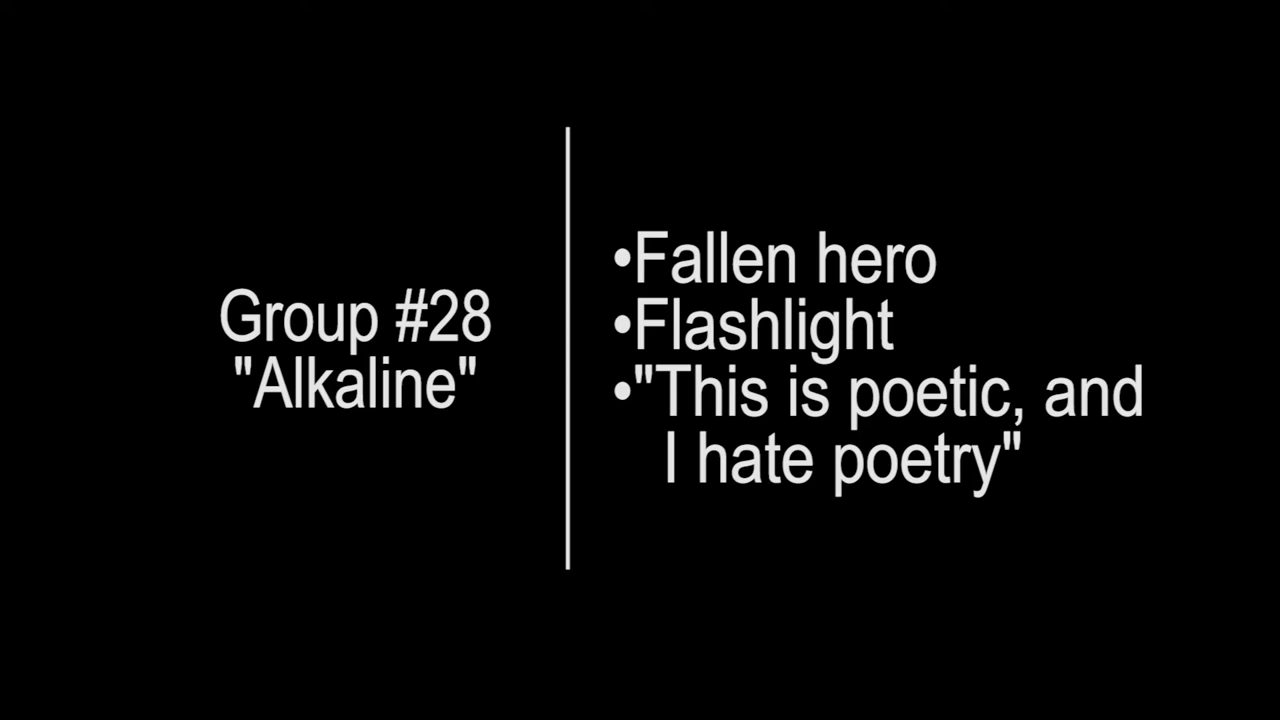 Group #28
"Alkaline"
•Fallen hero
•Flashlight
•"This is poetic, and
I hate poetry"